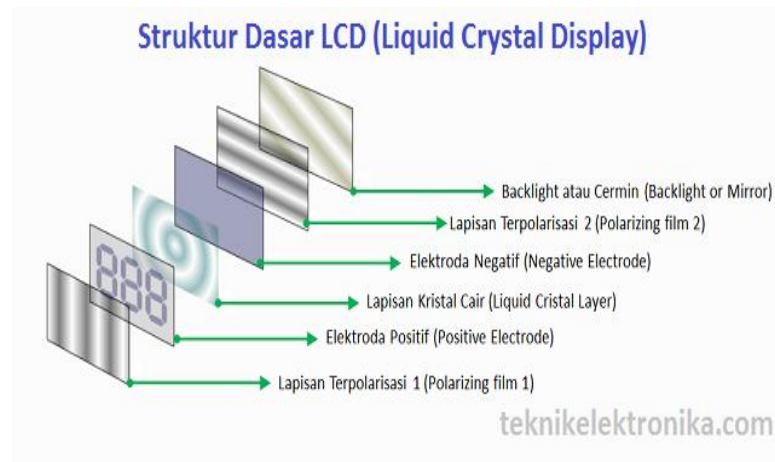 Struktur Dasar LCD (Liquid Crystal Display)
Backlight atau Cermin (Backlight or Mirror)
Lapisan Terpolarisasi 2 (Polarizing film 2)
Elektroda Negatif (Negative Electrode)
Lapisan Kristal Cair (Liquid Cristal Layer)
888
Elektroda Positif (Positive Electrode)
Lapisan Terpolarisasi 1 (Polarizing film 1)
teknikelektronika.com